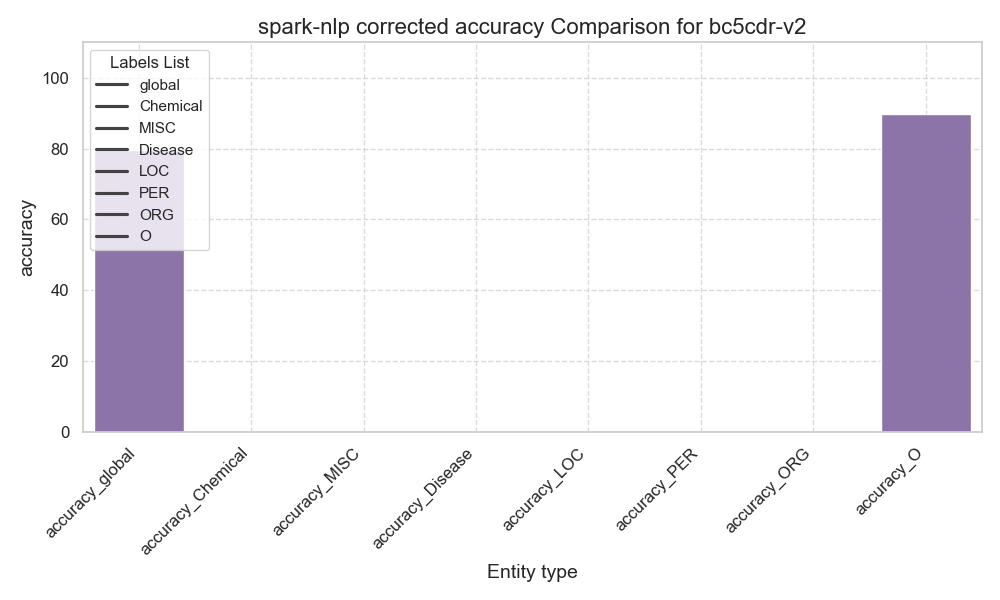 spark-nlp corrected accuracy Comparison for bc5cdr-v2
Labels List
global
Chemical
MISC
Disease
LOC
PER
ORG
O
100
80
60
40
20
0
accuracy
accuracy_global
accuracy_Chemical
accuracy_MISC
accuracy_Disease
accuracy_LOC
accuracy_PER
accuracy_ORG
accuracy_O
Entity type